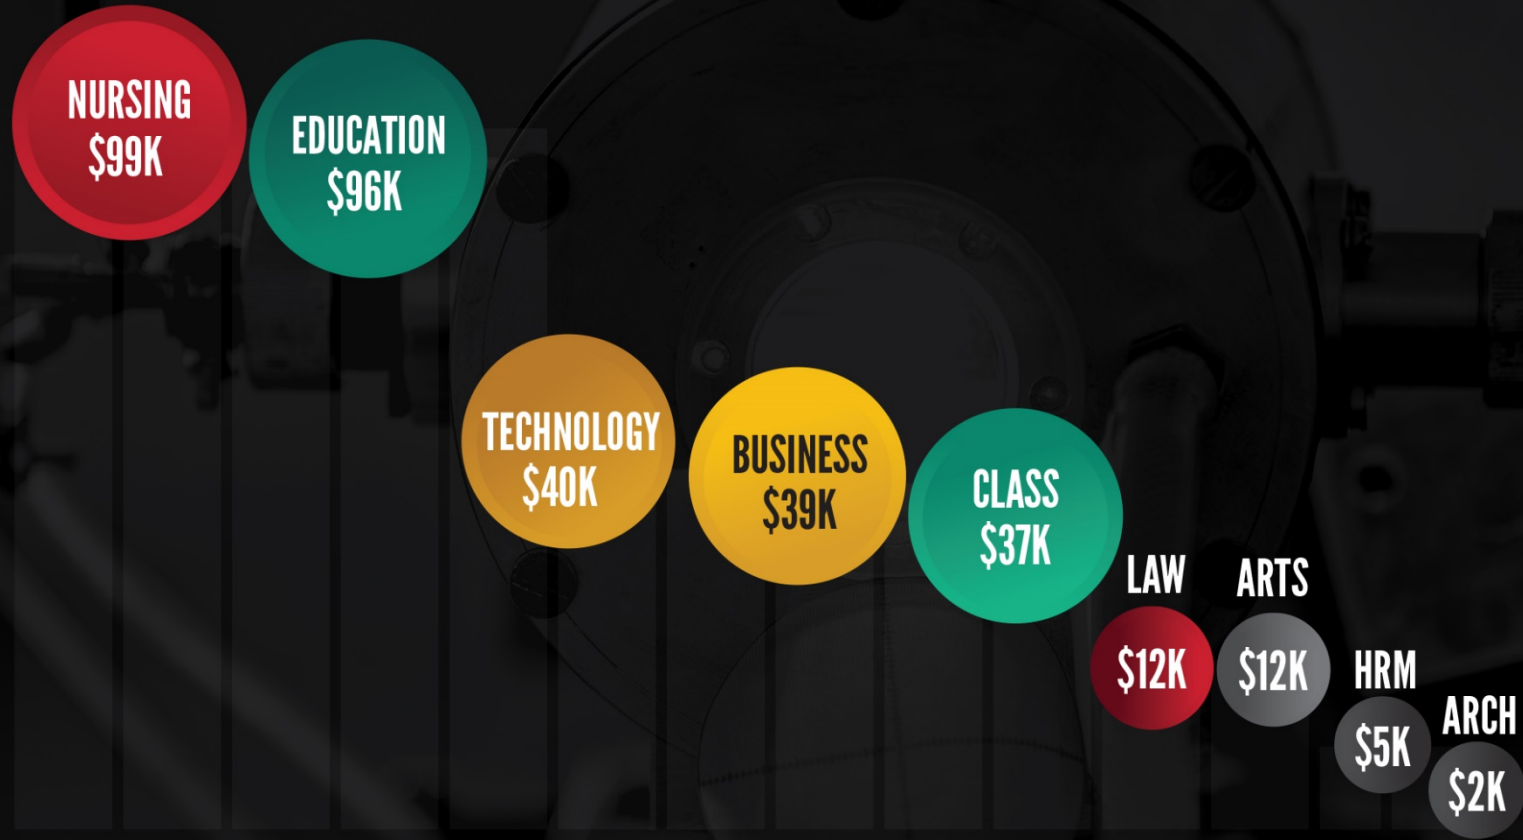 NURSING
$99K
EDUCATION
$96K
TECHNOLOGY
$40K
BUSINESS
$39K
CLASS
$37K
LAW
$12K
ARTS
$12K
HRM
$5K
ARCH
$2K